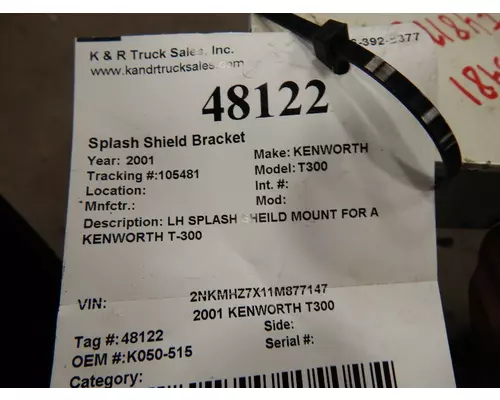 K & R Truck Sales, Inc.
www.kandrtrucksales.com
-392-8377
48122
Splash Shield Bracket
Year: 2001
Make: KENWORTH
Tracking #:105481
Model: T300
Location:
Int. #:
Mnfctr.:
Mod:
Description: LH SPLASH SHEILD MOUNT FOR A
KENWORTH T-300
VIN:
2NKMHZ7X11M877147
2001 KENWORTH T300
Tag #:48122
Side:
OEM #:K050-515
Serial #:
Category: